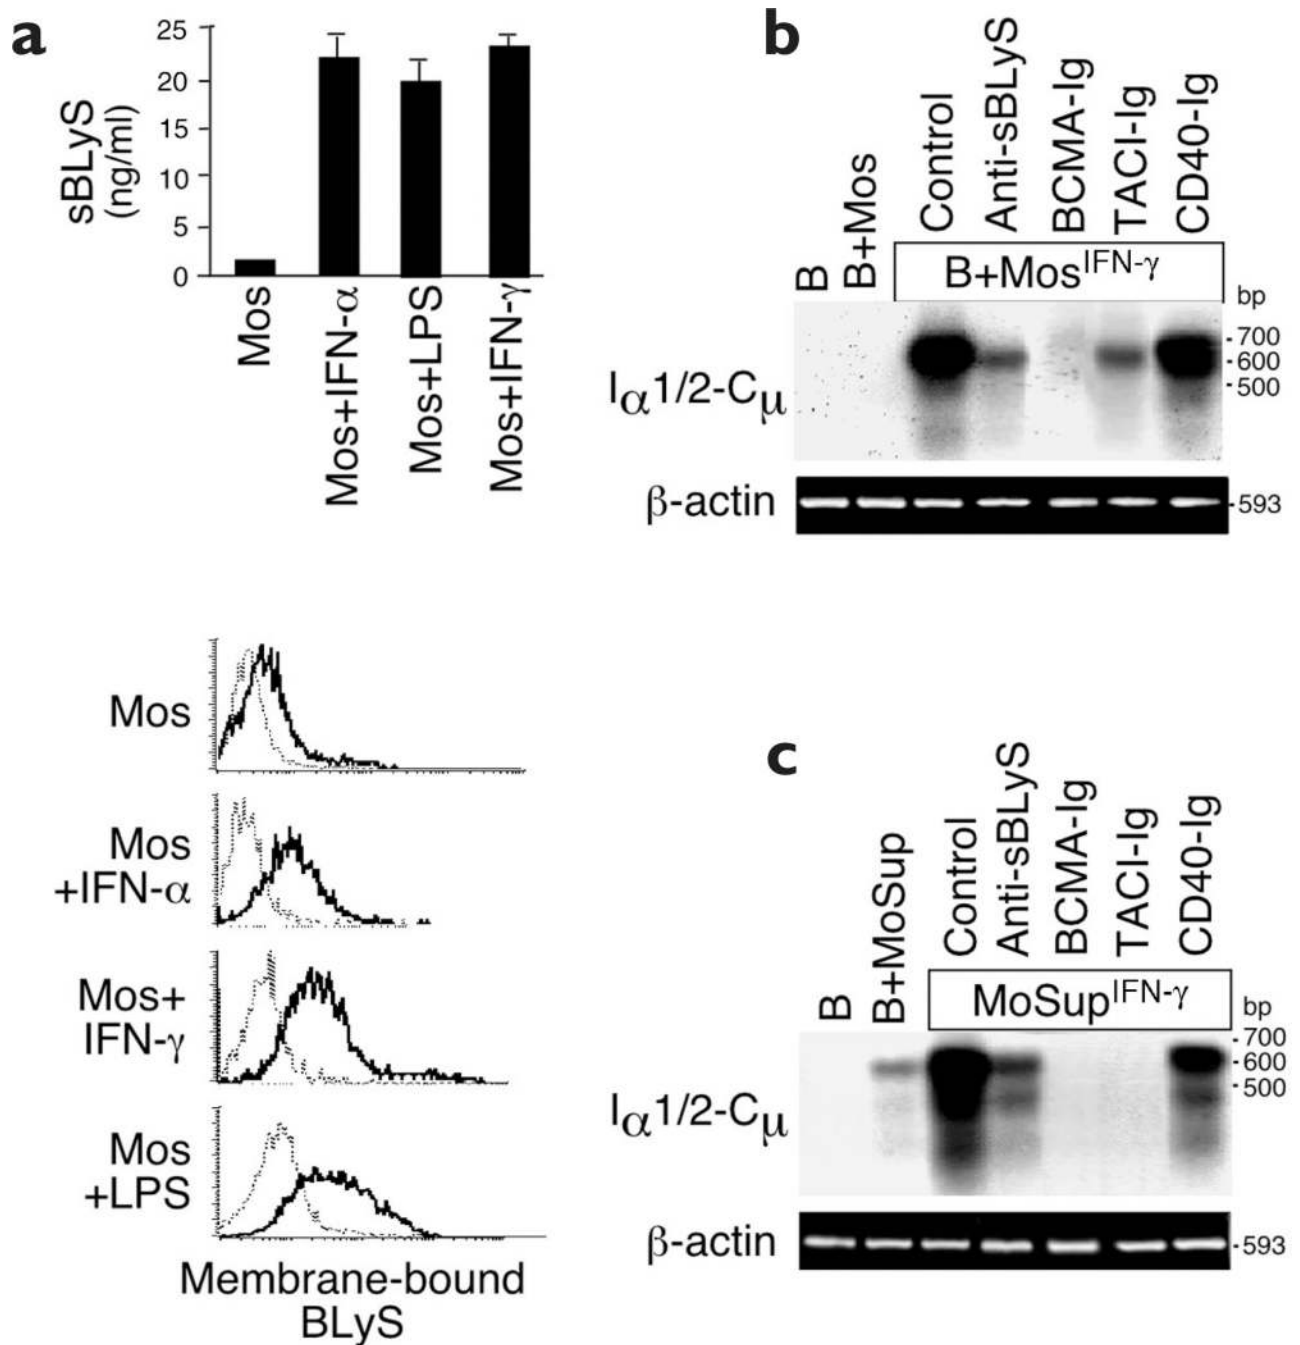 a
sBLyS
(ng/ml)
25
20
15
10
5
0
Mos
Mos+IFN-α
Mos+LPS
Mos+IFN-γ
Mos
Mos
+IFN-α
Mos+
IFN-γ
Mos
+LPS
Membrane-bound
BLyS
b
B
B+Mos
Control
Anti-sBLyS
BCMA-Ig
TACI-Ig
CD40-Ig
B+Mos^IFN-γ
bp
-700
-600
-500
Iα1/2-Cμ
β-actin
-593
c
B
B+MoSup
Control
Anti-sBLyS
BCMA-Ig
TACI-Ig
CD40-Ig
MoSup^IFN-γ
bp
-700
-600
-500
Iα1/2-Cμ
β-actin
-593